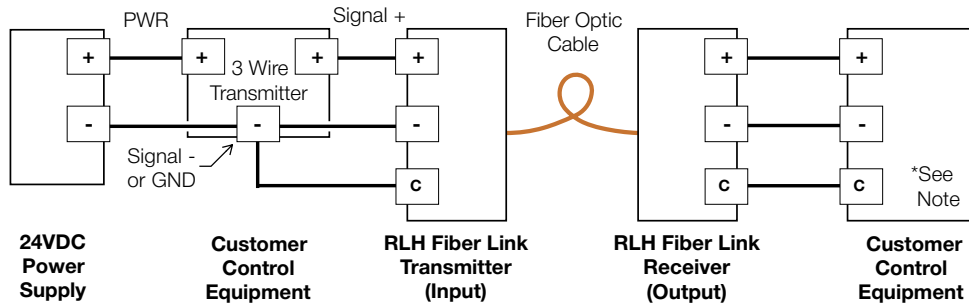 PWR
Signal +
Fiber Optic
Cable
+ + + + + +
3 Wire
Transmitter
- - - - -
Signal -
or GND
C C C
*See
Note
24VDC
Power
Supply
Customer
Control
Equipment
RLH Fiber Link
Transmitter
(Input)
RLH Fiber Link
Receiver
(Output)
Customer
Control
Equipment